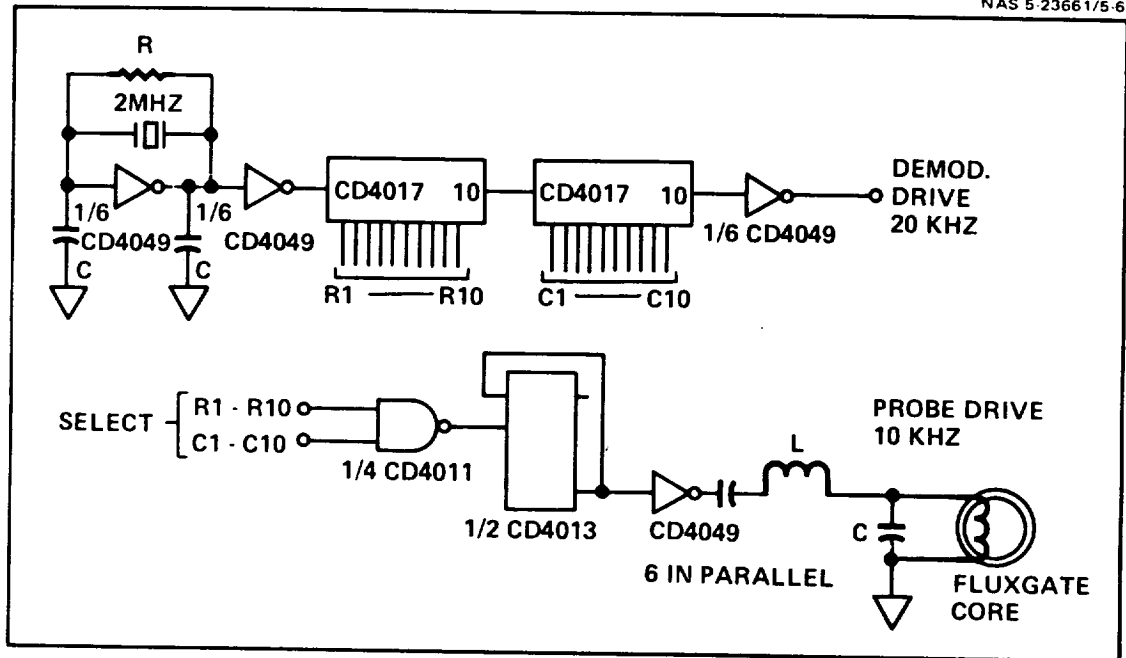 NAS 5-23661/5-6
R
2MHZ
CD4017 10
CD4017 10
DEMOD.
DRIVE
20 KHZ
1/6
CD4049
1/6
CD4049
1/6 CD4049
C
C
R1 R10
C1 C10
SELECT
R1 - R10
C1 - C10
1/4 CD4011
1/2 CD4013
CD4049
6 IN PARALLEL
L
C
PROBE DRIVE
10 KHZ
FLUXGATE
CORE